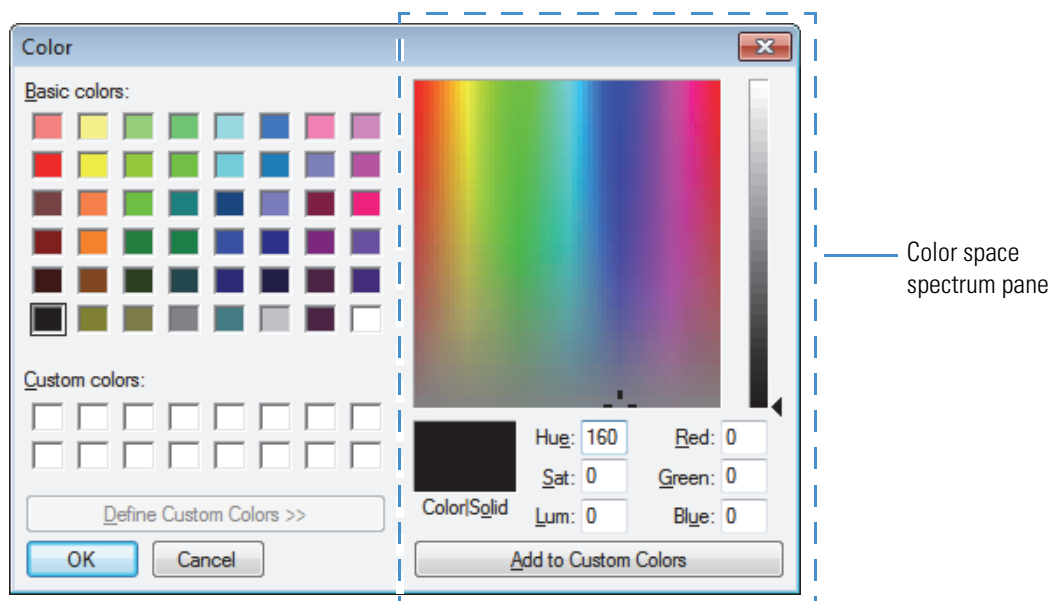 Color
Basic colors:
Custom colors:
Define Custom Colors >>
OK
Cancel
Color|Solid
Hue: 160
Sat: 0
Lum: 0
Red: 0
Green: 0
Blue: 0
Add to Custom Colors
Color space
spectrum pane